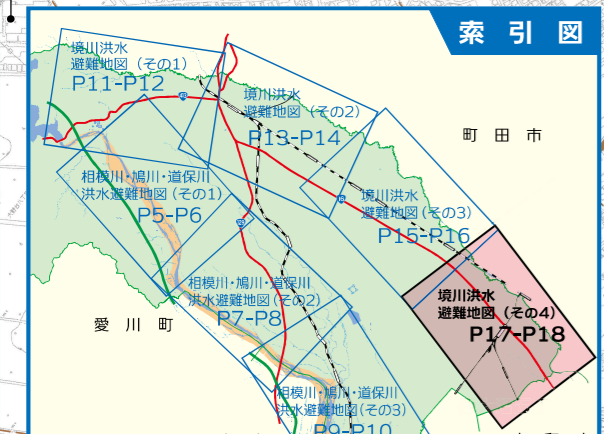 索引図
境川洪水
避難地図（その1）
P11-P12
境川洪水
避難地図（その2）
P13-P14
町田市
相模川・鳩川・道保川
洪水避難地図（その1）
P5-P6
境川洪水
避難地図（その3）
P15-P16
相模川・鳩川・道保川
洪水避難地図（その2）
P7-P8
愛川町
境川洪水
避難地図（その4）
P17-P18
相模川・鳩川・道保川
洪水避難地図（その3）
P9-P10